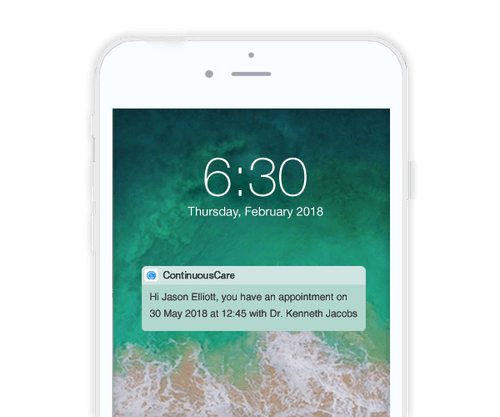 6:30
Thursday, February 2018
ContinuousCare
Hi Jason Elliott, you have an appointment on
30 May 2018 at 12:45 with Dr. Kenneth Jacobs